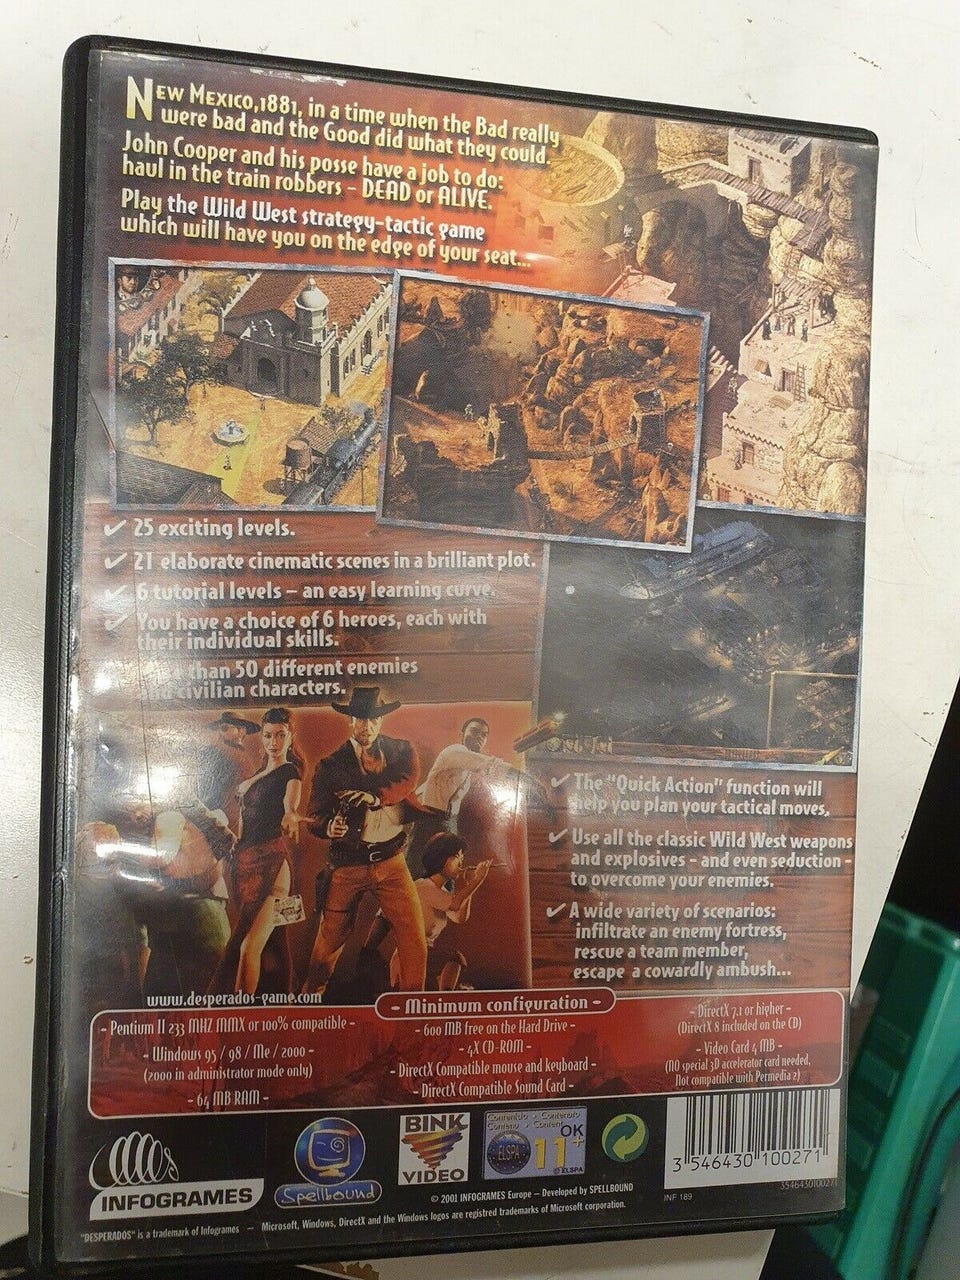 New Mexico, 1881, in a time when the Bad really
were bad and the Good did what they could.
John Cooper and his posse have a job to do:
haul in the train robbers - DEAD or ALIVE.
Play the Wild West strategy-tactic game
which will have you on the edge of your seat...
✓ 25 exciting levels.
✓ 21 elaborate cinematic scenes in a brilliant plot.
✓ 6 tutorial levels – an easy learning curve.
✓ You have a choice of 6 heroes, each with
their individual skills.
than 50 different enemies
civilian characters.
✓ The "Quick Action" function will
help you plan your tactical moves,
✓ Use all the classic Wild West weapons
and explosives - and even seduction -
to overcome your enemies.
✓ A wide variety of scenarios:
infiltrate an enemy fortress,
rescue a team member,
escape a cowardly ambush...
www.desperados-game.com
- Minimum configuration -
- Pentium II 233 MHZ MMX or 100% compatible -
- Windows 95 / 98 / Me / 2000 -
(2000 in administrator mode only)
- 64 MB RAM -
- 600 MB free on the Hard Drive -
- 4X CD-ROM -
- DirectX Compatible mouse and keyboard -
- DirectX Compatible Sound Card -
- DirectX 7.1 or higher -
(DirectX 8 included on the CD)
- Video Card 4 MB -
(NO special 3D accelerator card needed,
Not compatible with Permedia 2)
INFOGRAMES
Spellbound
BINK
VIDEO
Contenido • Contenuto
ELSPA
11+
OK
© ELSPA
3 546430 100271
3546430100271
INF 189
© 2001 INFOGRAMES Europe – Developed by SPELLBOUND
"DESPERADOS" is a trademark of Infogrames – Microsoft, Windows, DirectX and the Windows logos are registred trademarks of Microsoft corporation.